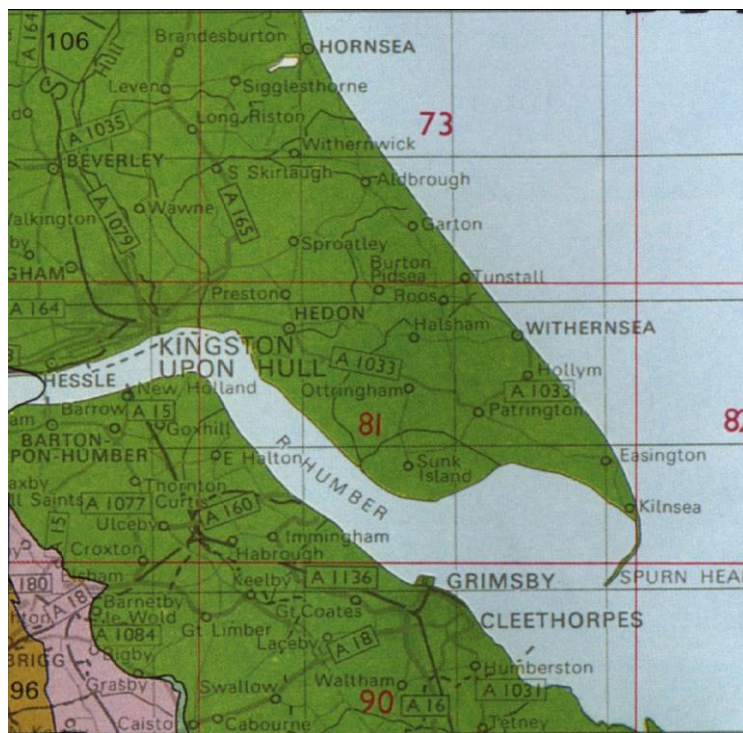 106
A 164
Brandesburton
HORNSEA
Hull
Leven
Sigglesthorne
A 1035
Long Riston
73
BEVERLEY
Withernwick
S Skirlaugh
Aldbrough
Walkington
Wawne
A 1079
A 165
Garton
Sproatley
Burton
Pidsea
Tunstall
GHAM
Preston
Roos
A 164
HEDON
Halsham
WITHERNSEA
KINGSTON
UPON HULL
A 1033
Hollym
HESSLE
New Holland
Ottringham
A 1033
Barrow
A 15
Goxhill
81
Patrington
82
BARTON-
PON-HUMBER
E Halton
R HUMBER
Sunk
Island
Easington
Thornton
Curtis
ll Saints
A 1077
A 160
Kilnsea
Ulceby
A 15
Immingham
Croxton
Habrough
180
Keelby
A 1136
GRIMSBY
SPURN HEA
A 18
Barnetby
le Wold
Gt Coates
CLEETHORPES
A 1084
Gt Limber
Laceby
A 18
BRIGG
Bigby
Humberston
96
Grasby
Swallow
Waltham
A 1031
90
A 16
Caisto
Cabourne
Tetney